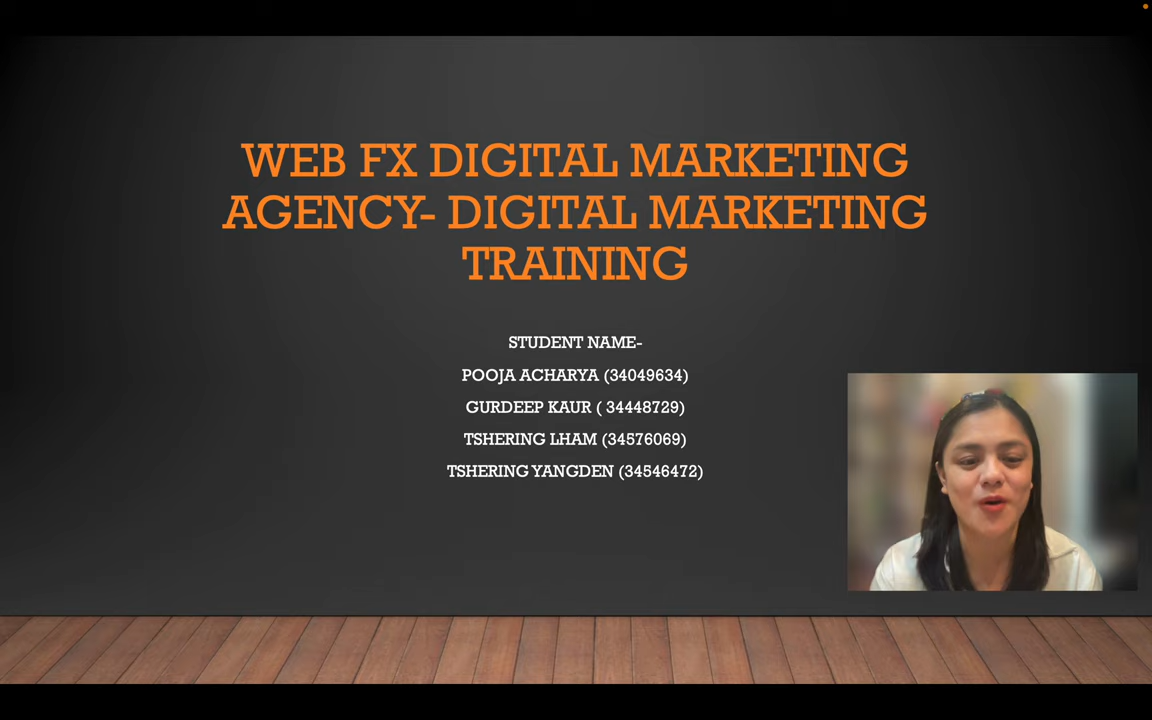 WEB FX DIGITAL MARKETING
AGENCY- DIGITAL MARKETING
TRAINING
STUDENT NAME-
POOJA ACHARYA (34049634)
GURDEEP KAUR ( 34448729)
TSHERING LHAM (34576069)
TSHERING YANGDEN (34546472)